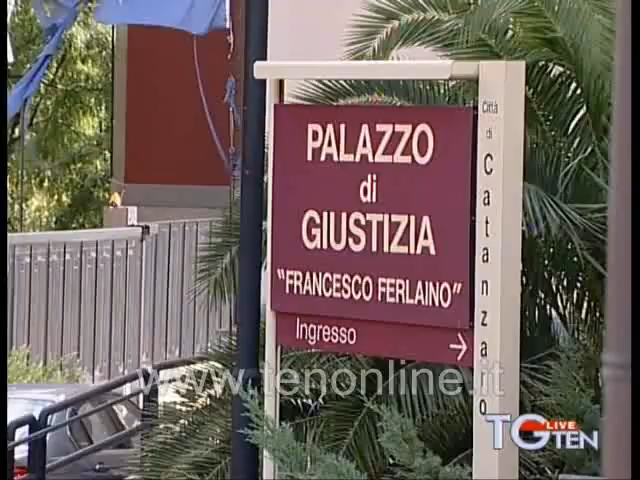 PALAZZO
di
GIUSTIZIA
"FRANCESCO FERLAINO"
Ingresso
Città
di
Catanzaro
www.tenonline.it
TG LIVE TEN